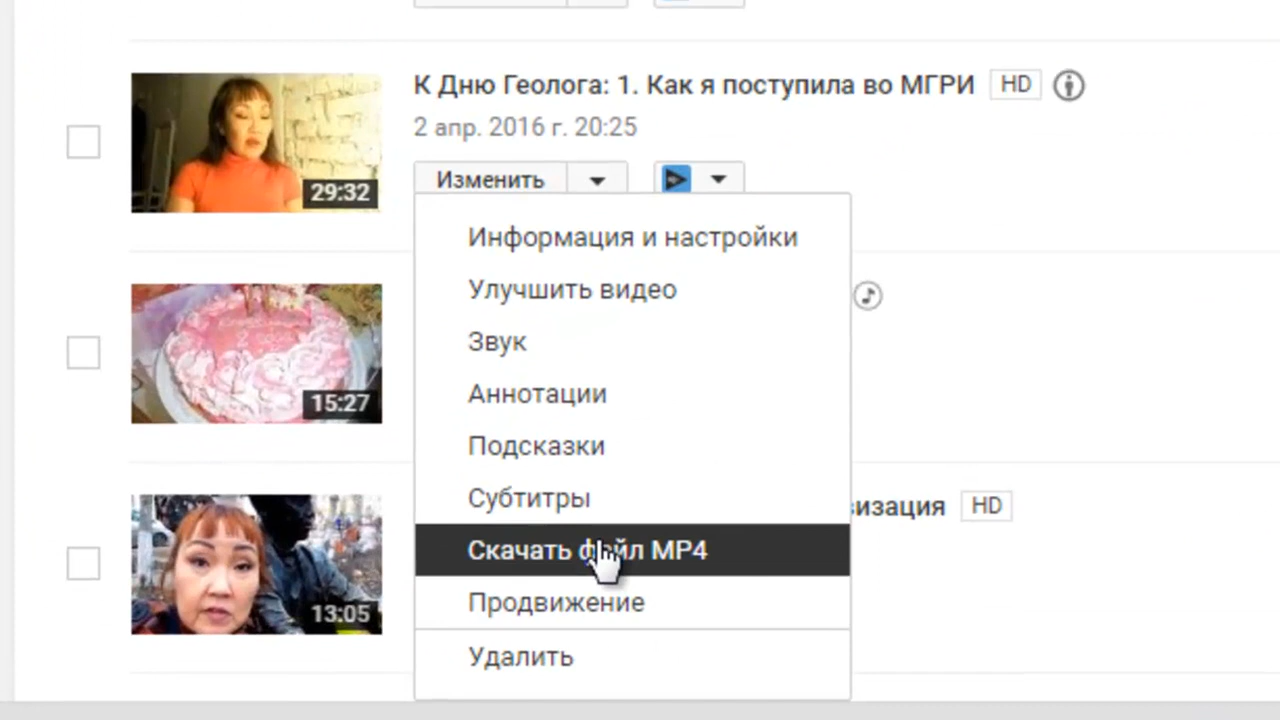 К Дню Геолога: 1. Как я поступила во МГРИ HD
2 апр. 2016 г. 20:25
29:32
Изменить
Информация и настройки
Улучшить видео
Звук
Аннотации
15:27
Подсказки
Субтитры
HD
Скачать файл MP4
13:05
Продвижение
Удалить